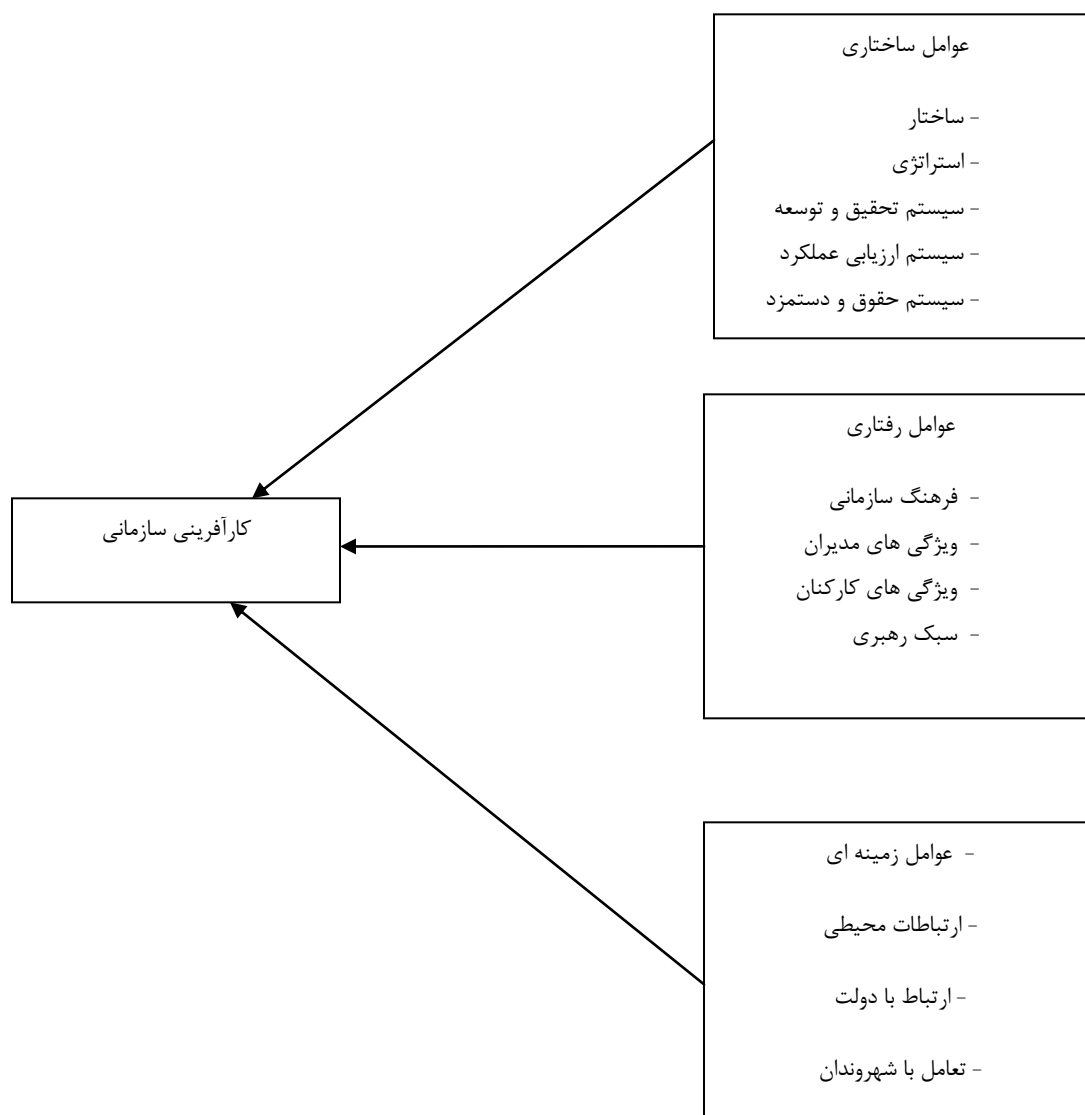 عوامل ساختاری
- ساختار
- استراتژی
- سیستم تحقیق و توسعه
- سیستم ارزیابی عملکرد
- سیستم حقوق و دستمزد
عوامل رفتاری
- فرهنگ سازمانی
- ویژگی های مدیران
- ویژگی های کارکنان
- سبک رهبری
کارآفرینی سازمانی
- عوامل زمینه ای
- ارتباطات محیطی
- ارتباط با دولت
- تعامل با شهروندان